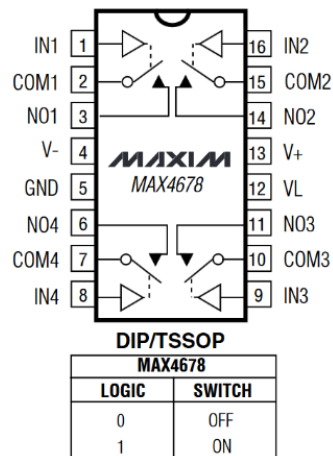 IN1 1 16 IN2
COM1 2 15 COM2
NO1 3 14 NO2
V- 4 MAXIM 13 V+
GND 5 MAX4678 12 VL
NO4 6 11 NO3
COM4 7 10 COM3
IN4 8 9 IN3
DIP/TSSOP
MAX4678
LOGIC SWITCH
0 OFF
1 ON